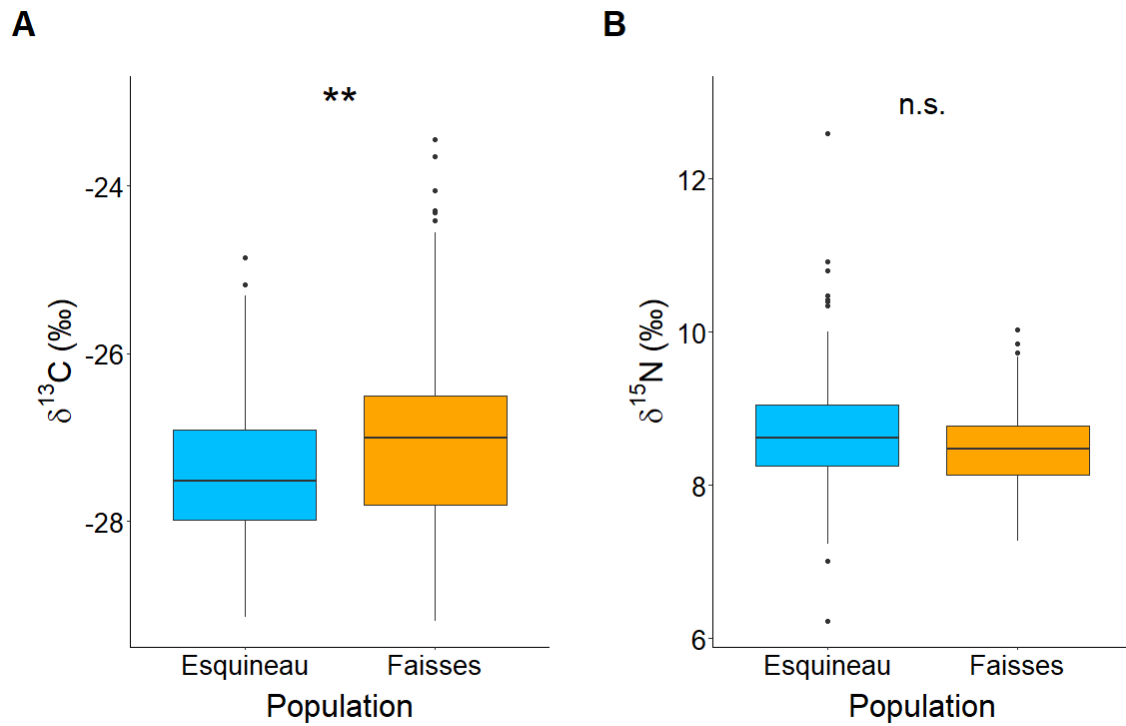 A
**
-24
-26
-28
δ¹³C (‰)
Esquineau
Faisses
Population
B
n.s.
12
10
8
6
δ¹⁵N (‰)
Esquineau
Faisses
Population